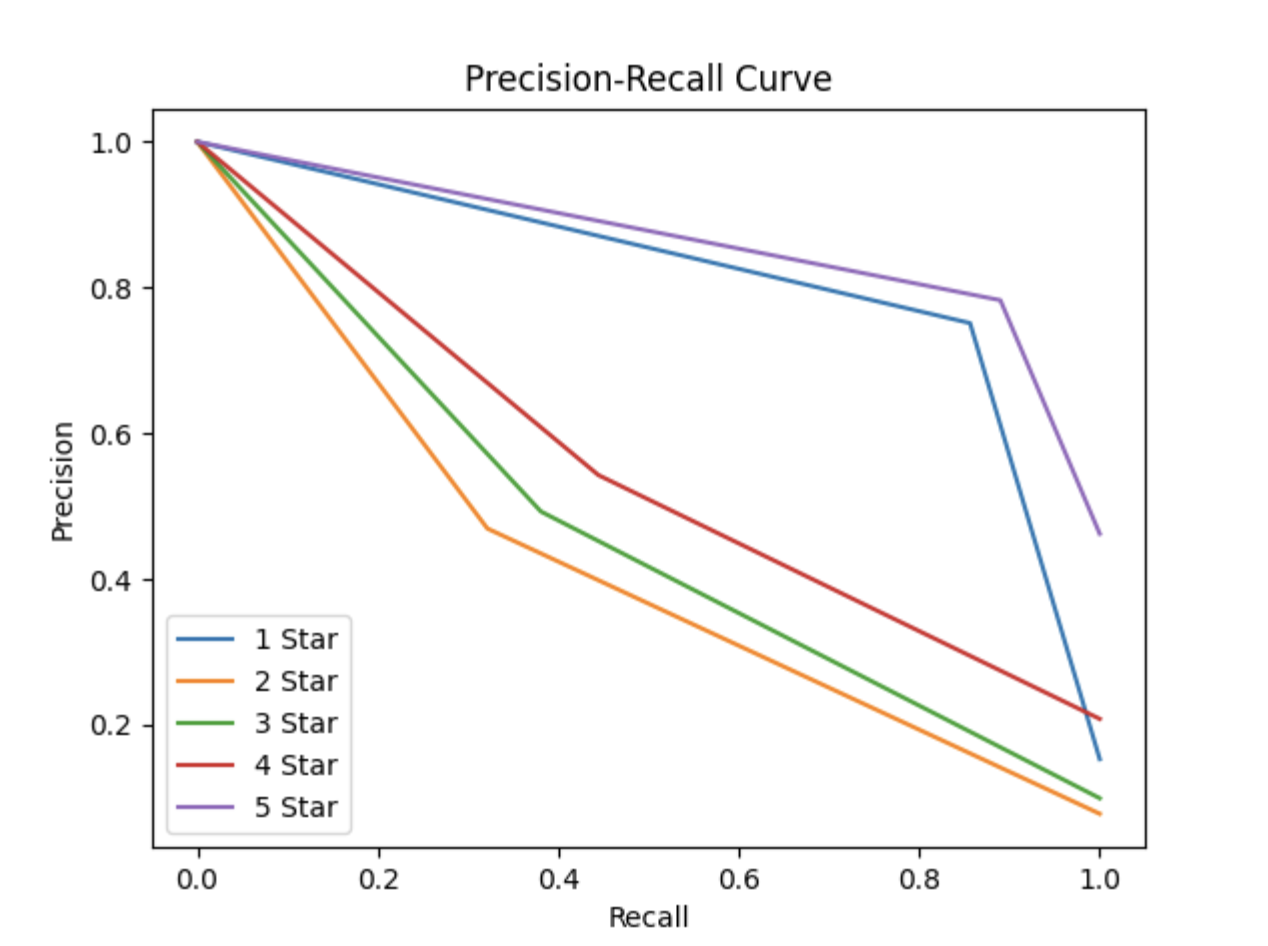 Precision-Recall Curve
1.0
0.8
0.6
0.4
0.2
Precision
1 Star
2 Star
3 Star
4 Star
5 Star
0.0 0.2 0.4 0.6 0.8 1.0
Recall